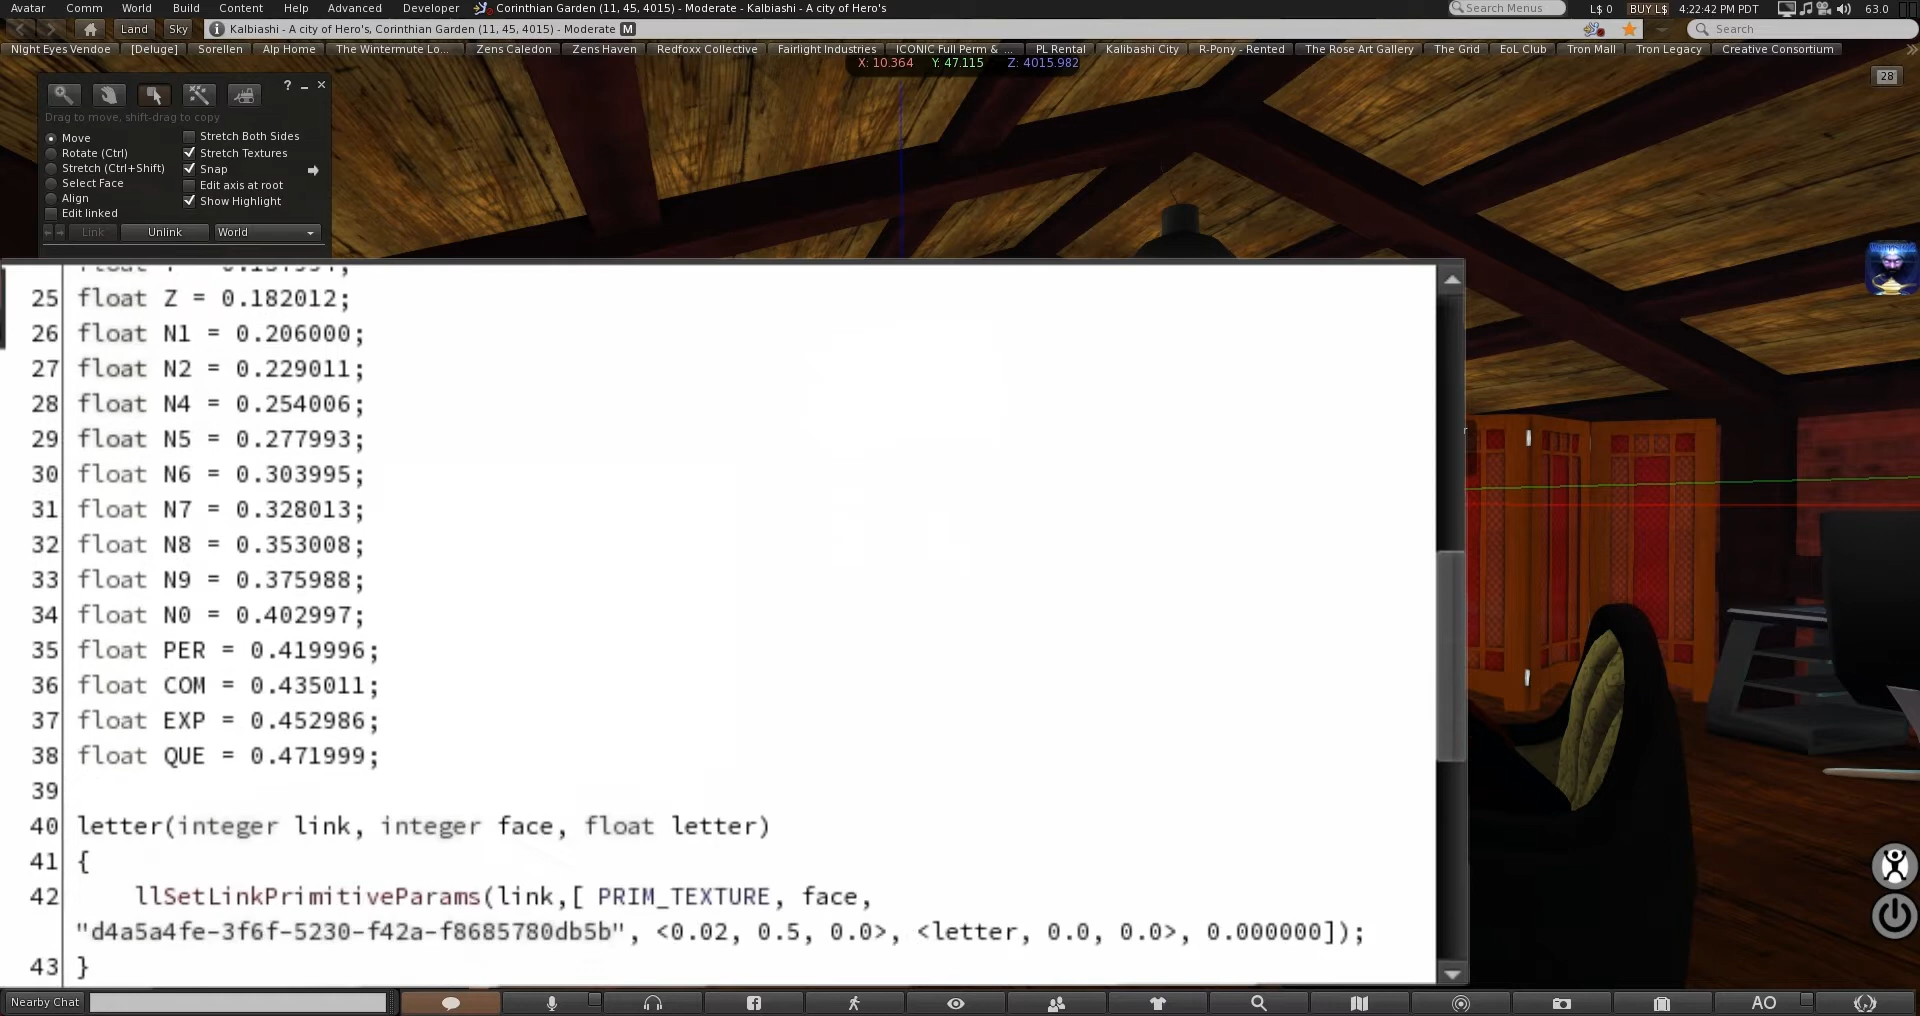 Avatar Comm World Build Content Help Advanced Developer Corinthian Garden (11, 45, 4015) - Moderate - Kalbiashi - A city of Hero's Search Menus L$ 0 BUY L$ 4:22:42 PM PDT 63.0
Land Sky Kalbiashi - A city of Hero's, Corinthian Garden (11, 45, 4015) - Moderate M Search
NIght Eyes Vendoe [Deluge] Sorellen Alp Home The Wintermute Lo... Zens Caledon Zens Haven Redfoxx Collective Fairlight Industries ICONIC Full Perm & ... PL Rental Kalibashi City R-Pony - Rented The Rose Art Gallery The Grid EoL Club Tron Mall Tron Legacy Creative Consortium
X: 10.364 Y: 47.115 Z: 4015.982
28
Drag to move, shift-drag to copy
Move
Rotate (Ctrl)
Stretch (Ctrl+Shift)
Select Face
Align
Edit linked
Stretch Both Sides
Stretch Textures
Snap
Edit axis at root
Show Highlight
Link Unlink World
25 float Z = 0.182012;
26 float N1 = 0.206000;
27 float N2 = 0.229011;
28 float N4 = 0.254006;
29 float N5 = 0.277993;
30 float N6 = 0.303995;
31 float N7 = 0.328013;
32 float N8 = 0.353008;
33 float N9 = 0.375988;
34 float N0 = 0.402997;
35 float PER = 0.419996;
36 float COM = 0.435011;
37 float EXP = 0.452986;
38 float QUE = 0.471999;
39
40 letter(integer link, integer face, float letter)
41 {
42 llSetLinkPrimitiveParams(link,[ PRIM_TEXTURE, face,
"d4a5a4fe-3f6f-5230-f42a-f8685780db5b", <0.02, 0.5, 0.0>, <letter, 0.0, 0.0>, 0.000000]);
43 }
Nearby Chat AO